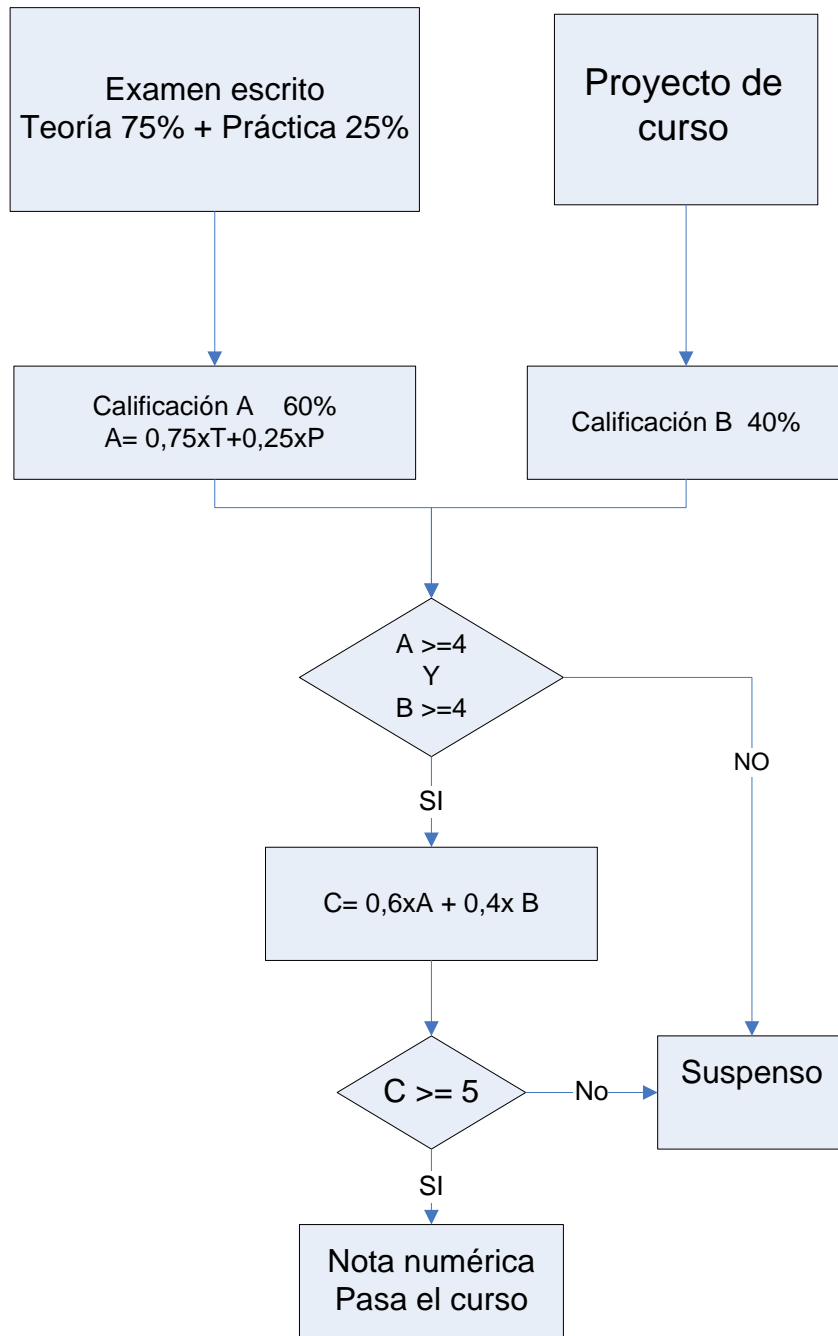 Examen escrito
Teoría 75% + Práctica 25%
Proyecto de
curso
Calificación A 60%
A= 0,75xT+0,25xP
Calificación B 40%
A >=4
Y
B >=4
NO
SI
C= 0,6xA + 0,4x B
C >= 5
No
Suspenso
SI
Nota numérica
Pasa el curso